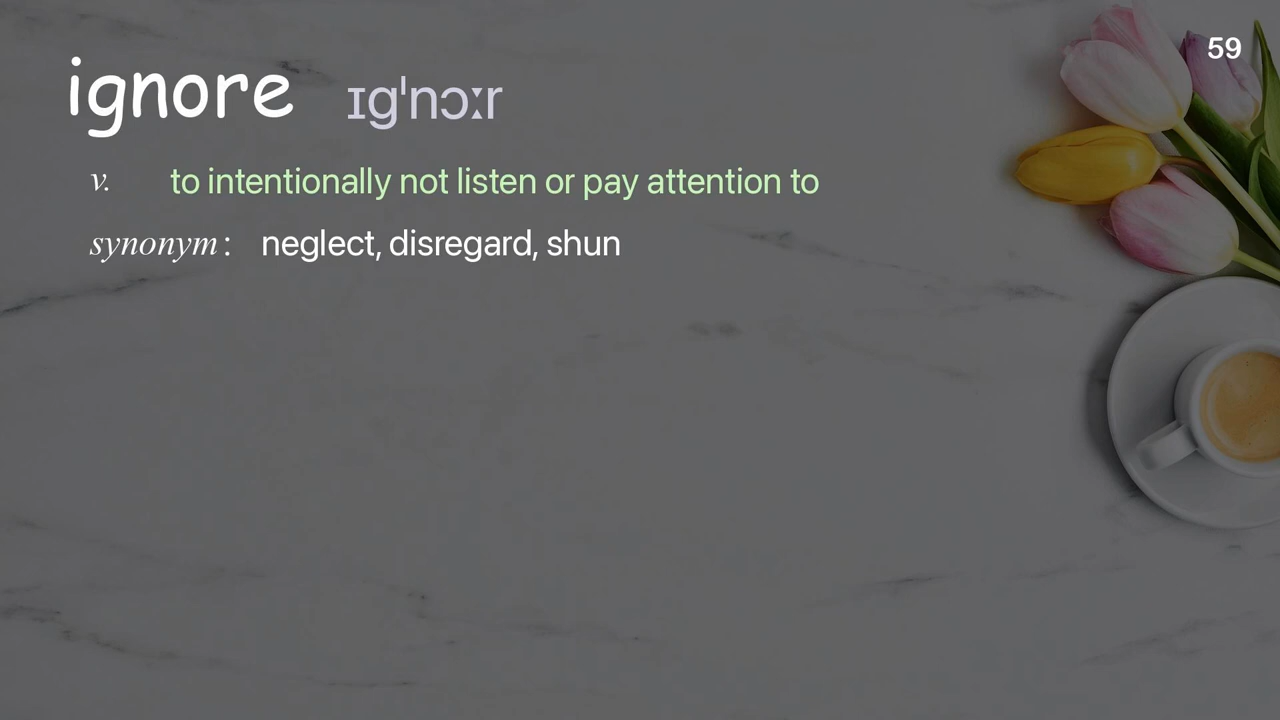 59
ignore ɪɡˈnɔːr
v. to intentionally not listen or pay attention to
synonym: neglect, disregard, shun